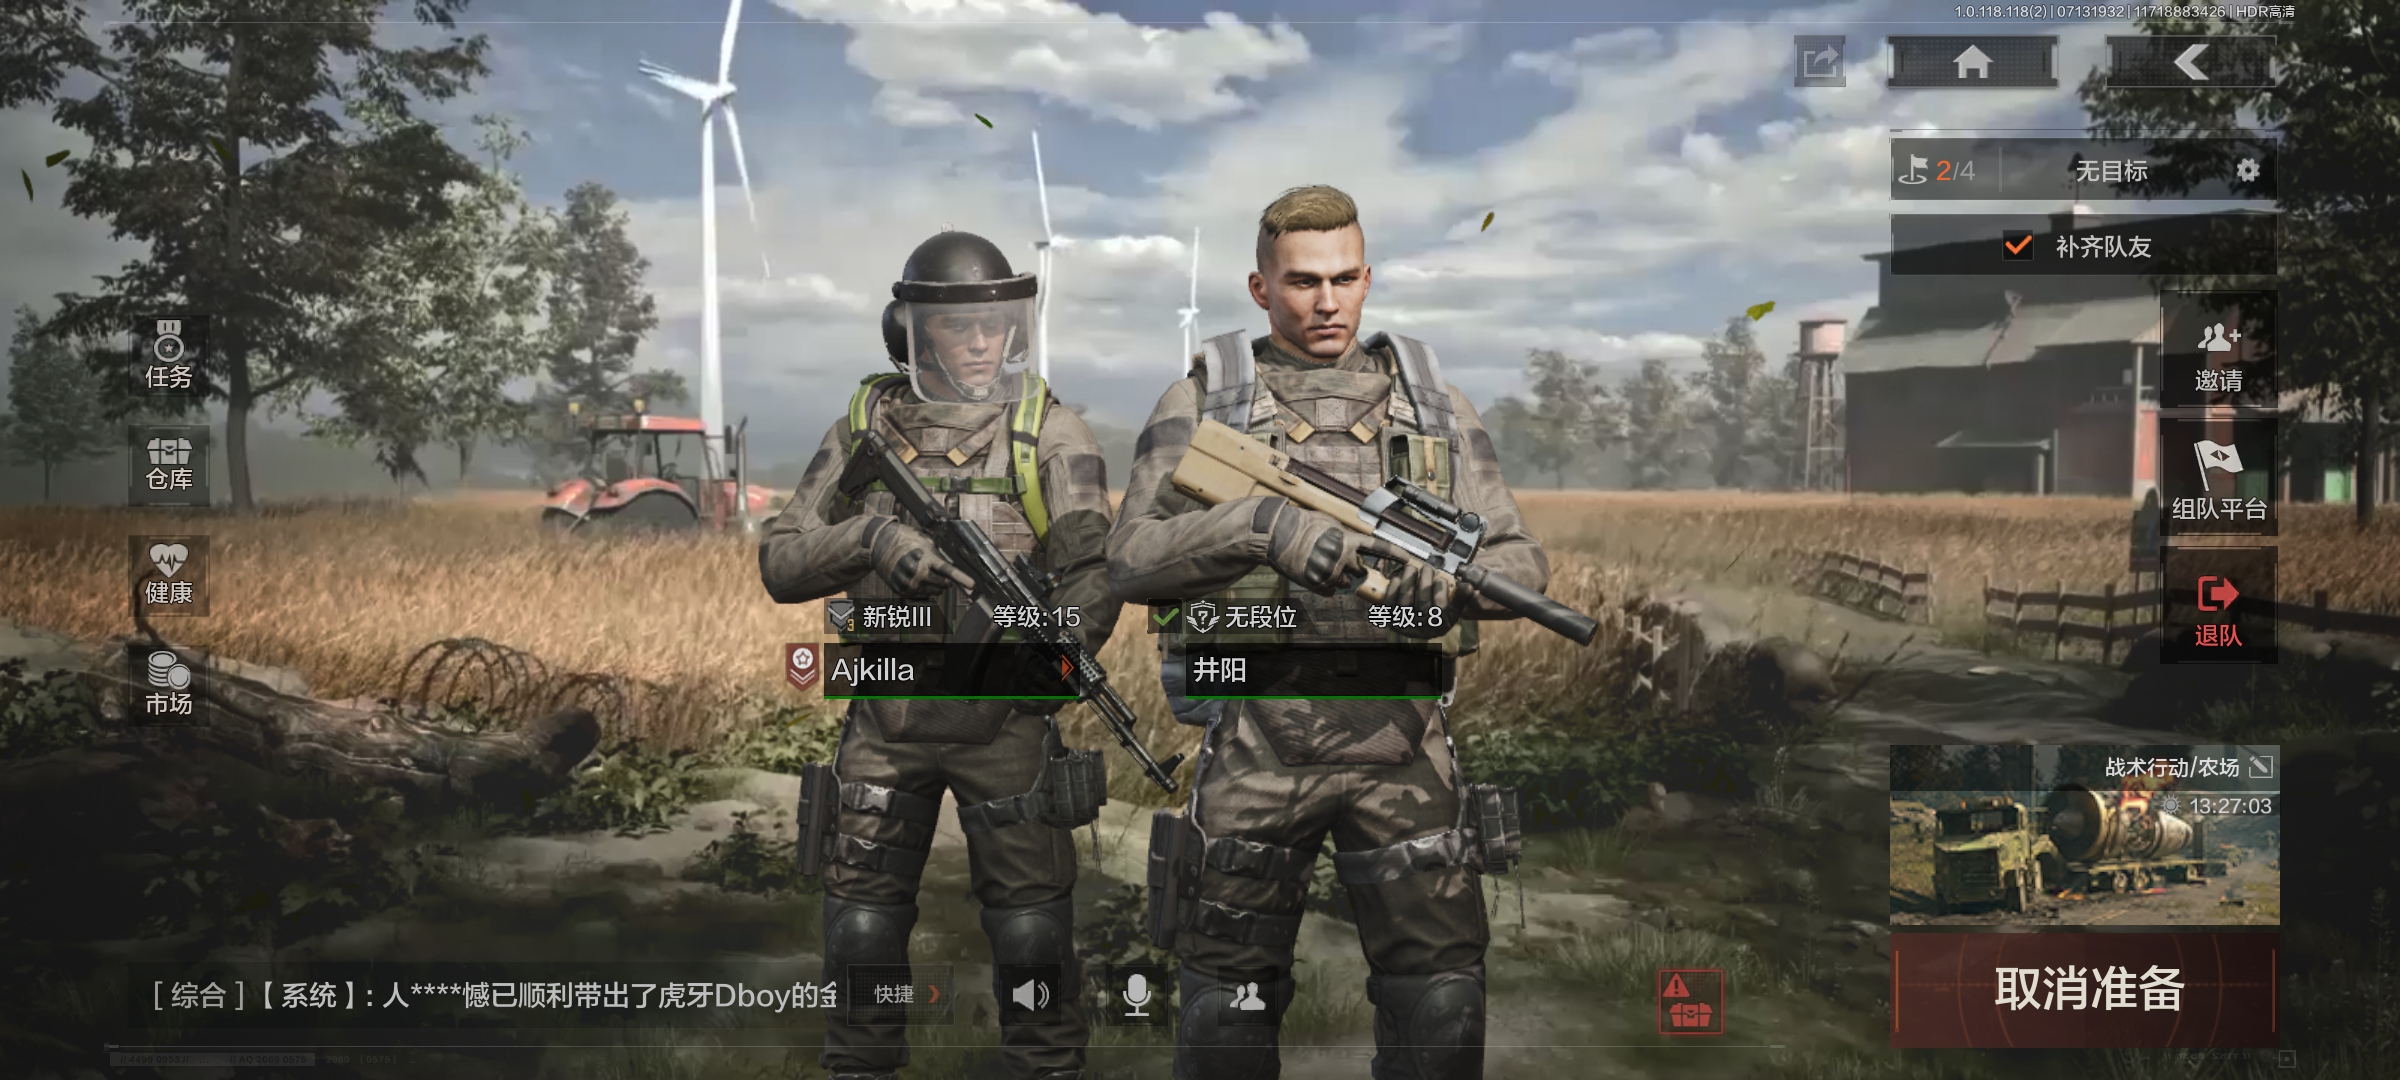 1.0.118.118(2) | 07131932 | 11718883426 | HDR高清
2/4 无目标
补齐队友
任务
仓库
健康
市场
邀请
组队平台
退队
新锐III 等级:15
Ajkilla
无段位 等级:8
井阳
战术行动/农场
13:27:03
取消准备
[ 综合 ]【 系统 】: 人****憾已顺利带出了虎牙Dboy的金
快捷